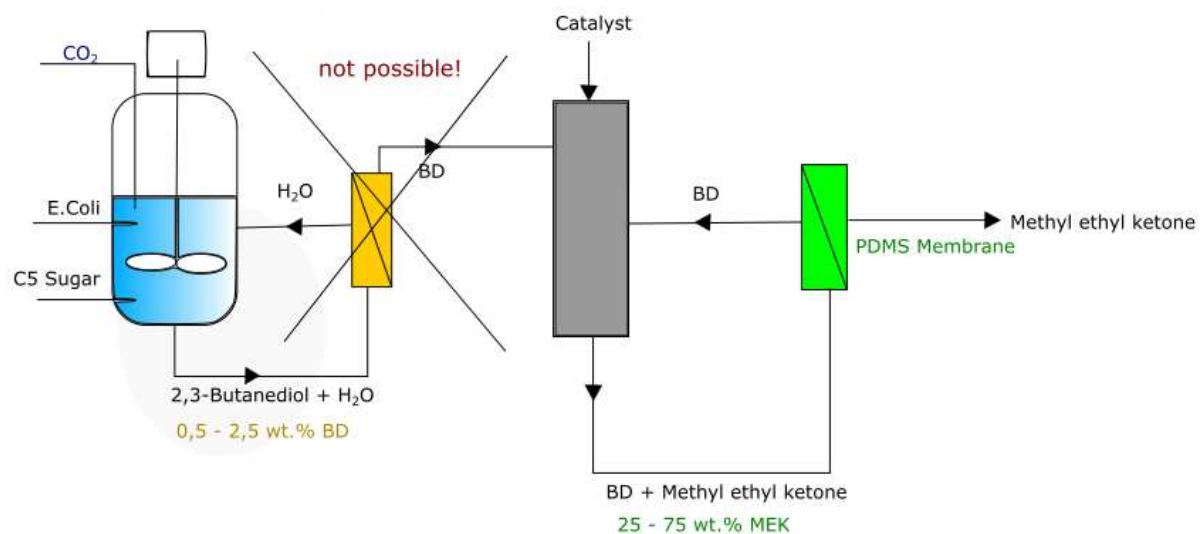 Catalyst
CO₂
not possible!
BD
H₂O
BD
E.Coli
Methyl ethyl ketone
PDMS Membrane
C5 Sugar
2,3-Butanediol + H₂O
0,5 - 2,5 wt.% BD
BD + Methyl ethyl ketone
25 - 75 wt.% MEK